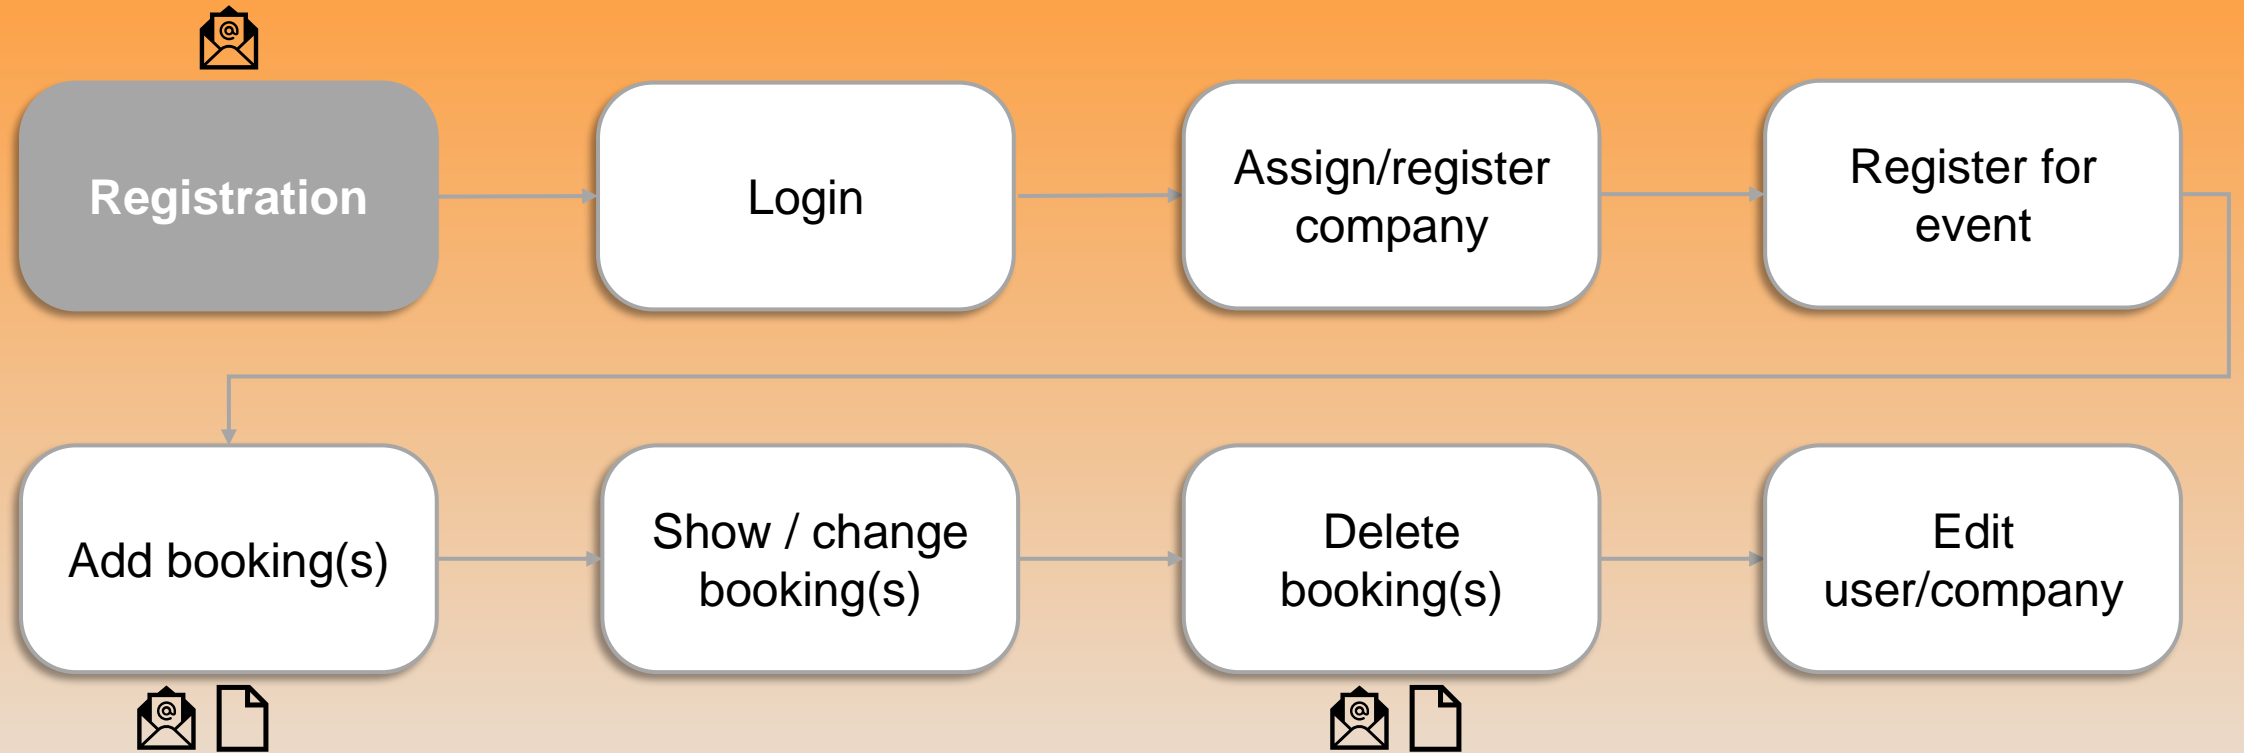 @
Registration
Login
Assign/register
company
Register for
event
Add booking(s)
Show / change
booking(s)
Delete
booking(s)
Edit
user/company
@
@